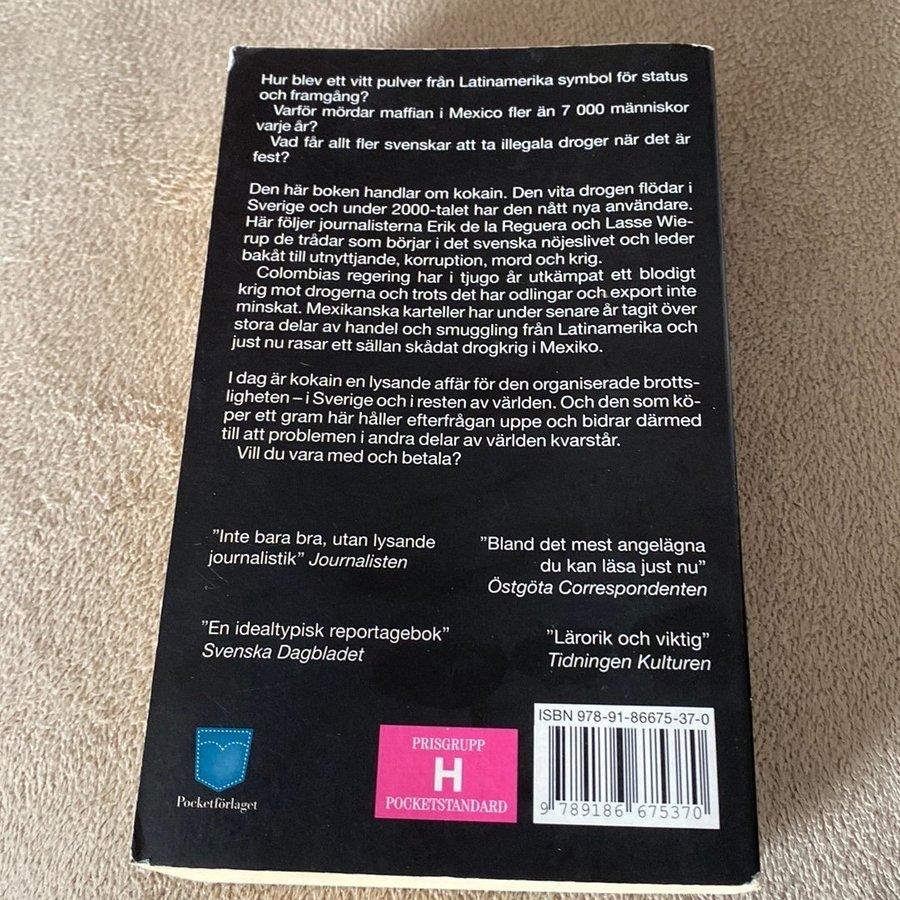 Hur blev ett vitt pulver från Latinamerika symbol för status
och framgång?
Varför mördar maffian i Mexico fler än 7 000 människor
varje år?
Vad får allt fler svenskar att ta illegala droger när det är
fest?
Den här boken handlar om kokain. Den vita drogen flödar i
Sverige och under 2000-talet har den nått nya användare.
Här följer journalisterna Erik de la Reguera och Lasse Wie-
rup de trådar som börjar i det svenska nöjeslivet och leder
bakåt till utnyttjande, korruption, mord och krig.
Colombias regering har i tjugo år utkämpat ett blodigt
krig mot drogerna och trots det har odlingar och export inte
minskat. Mexikanska karteller har under senare år tagit över
stora delar av handel och smuggling från Latinamerika och
just nu rasar ett sällan skådat drogkrig i Mexiko.
I dag är kokain en lysande affär för den organiserade brotts-
ligheten – i Sverige och i resten av världen. Och den som kö-
per ett gram här håller efterfrågan uppe och bidrar därmed
till att problemen i andra delar av världen kvarstår.
Vill du vara med och betala?
”Inte bara bra, utan lysande
journalistik” Journalisten
”Bland det mest angelägna
du kan läsa just nu”
Östgöta Correspondenten
”En idealtypisk reportagebok”
Svenska Dagbladet
”Lärorik och viktig”
Tidningen Kulturen
Pocketförlaget
PRISGRUPP
H
POCKETSTANDARD
ISBN 978-91-86675-37-0
9 789186 675370